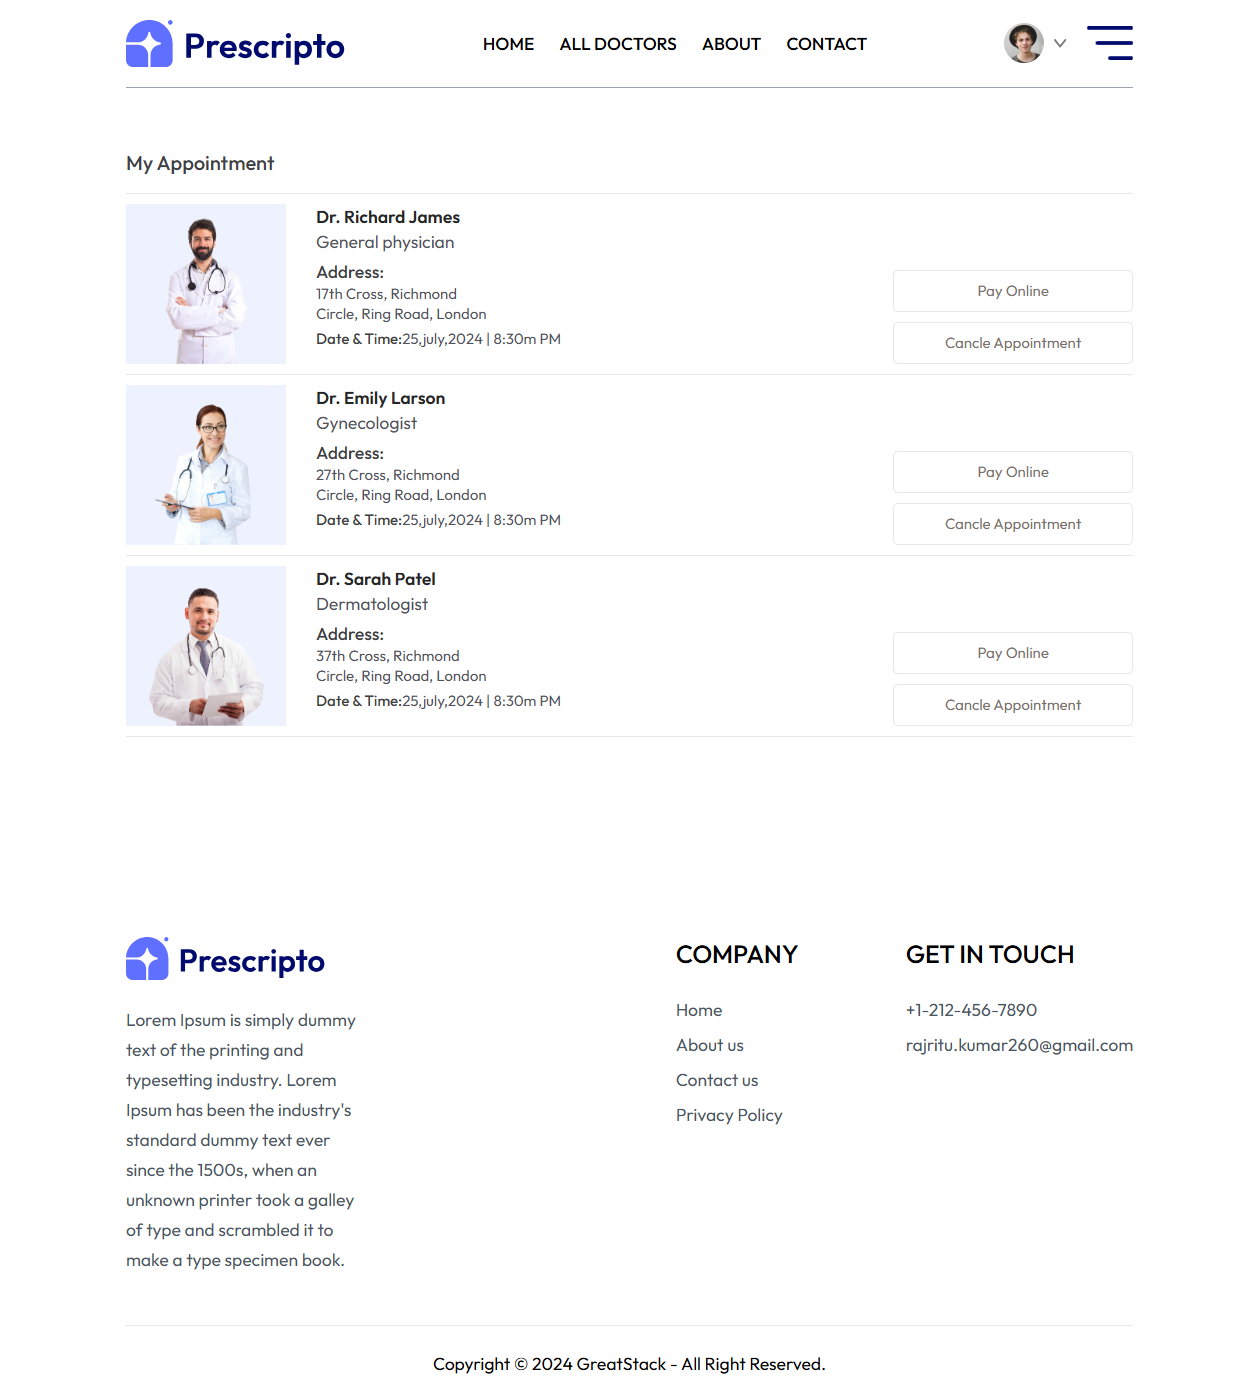 Prescripto
HOME
ALL DOCTORS
ABOUT
CONTACT
My Appointment
Dr. Richard James
General physician
Address:
17th Cross, Richmond
Circle, Ring Road, London
Date & Time:25,july,2024 | 8:30m PM
Pay Online
Cancle Appointment
Dr. Emily Larson
Gynecologist
Address:
27th Cross, Richmond
Circle, Ring Road, London
Date & Time:25,july,2024 | 8:30m PM
Pay Online
Cancle Appointment
Dr. Sarah Patel
Dermatologist
Address:
37th Cross, Richmond
Circle, Ring Road, London
Date & Time:25,july,2024 | 8:30m PM
Pay Online
Cancle Appointment
Prescripto
Lorem Ipsum is simply dummy
text of the printing and
typesetting industry. Lorem
Ipsum has been the industry's
standard dummy text ever
since the 1500s, when an
unknown printer took a galley
of type and scrambled it to
make a type specimen book.
COMPANY
Home
About us
Contact us
Privacy Policy
GET IN TOUCH
+1-212-456-7890
rajritu.kumar260@gmail.com
Copyright © 2024 GreatStack - All Right Reserved.